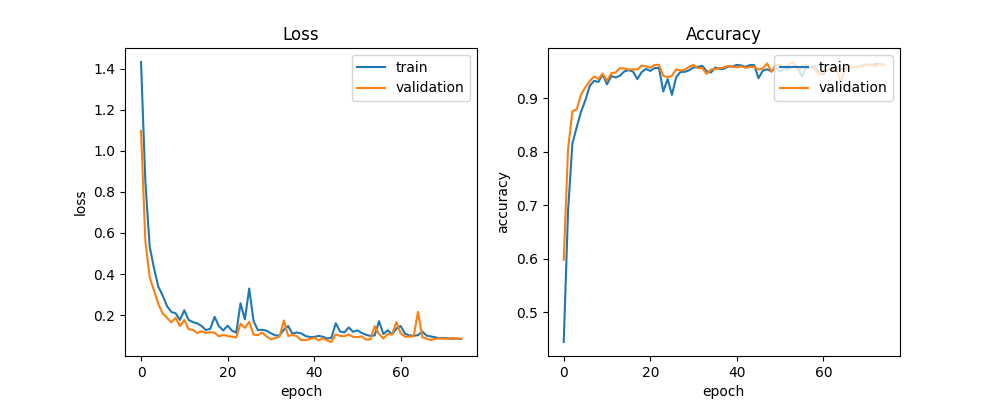 Loss
train
validation
1.4
1.2
1.0
0.8
0.6
0.4
0.2
loss
0 20 40 60
epoch
Accuracy
train
validation
0.9
0.8
0.7
0.6
0.5
accuracy
0 20 40 60
epoch